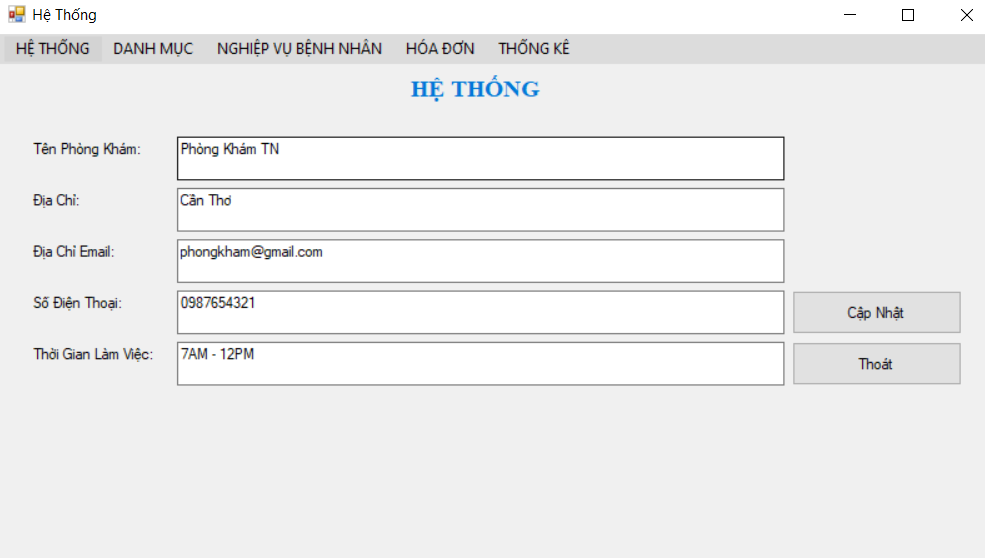 Hệ Thống
HỆ THỐNG DANH MỤC NGHIỆP VỤ BỆNH NHÂN HÓA ĐƠN THỐNG KÊ
HỆ THỐNG
Tên Phòng Khám: Phòng Khám TN
Địa Chỉ: Cần Thơ
Địa Chỉ Email: phongkham@gmail.com
Số Điện Thoại: 0987654321 Cập Nhật
Thời Gian Làm Việc: 7AM - 12PM Thoát